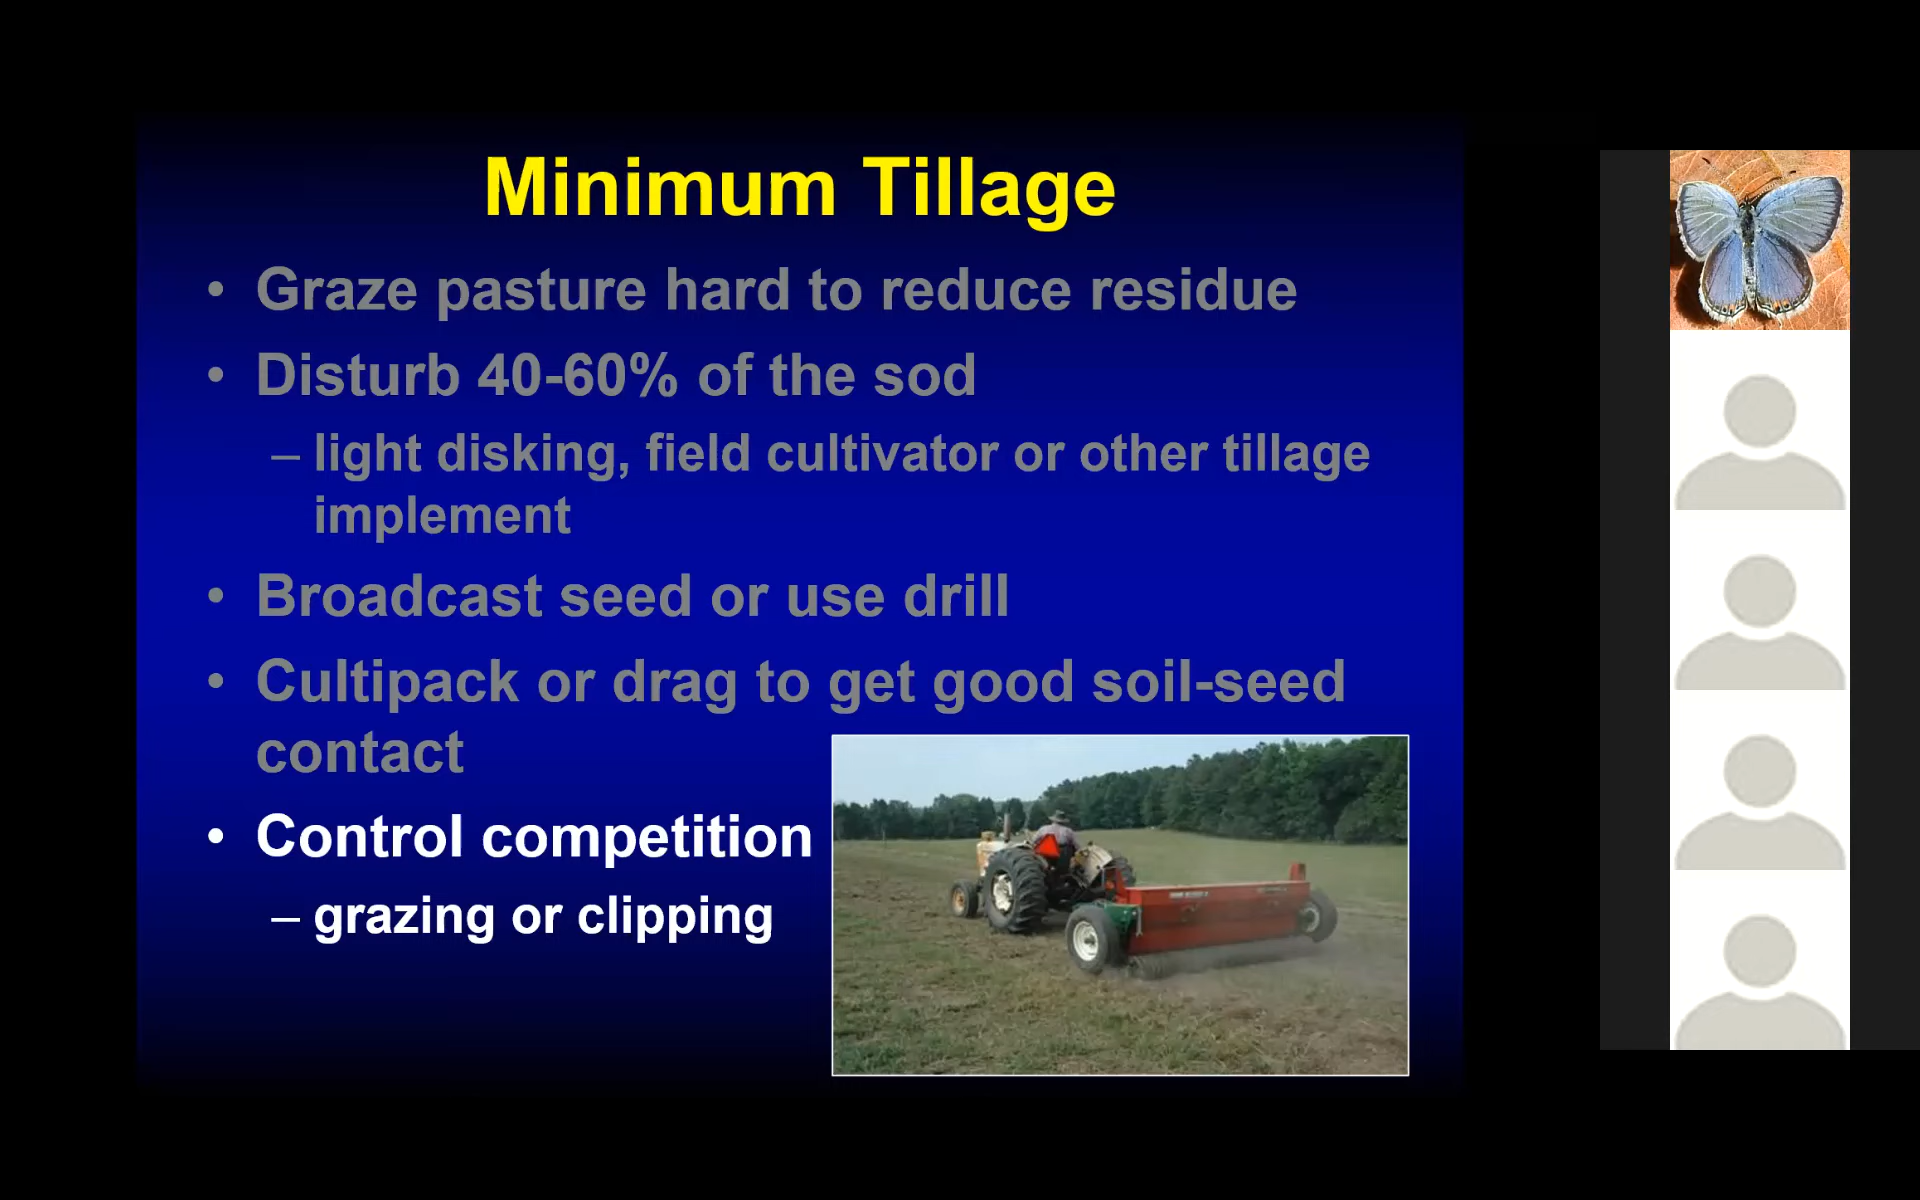 Minimum Tillage
• Graze pasture hard to reduce residue
• Disturb 40-60% of the sod
– light disking, field cultivator or other tillage
implement
• Broadcast seed or use drill
• Cultipack or drag to get good soil-seed
contact
• Control competition
– grazing or clipping